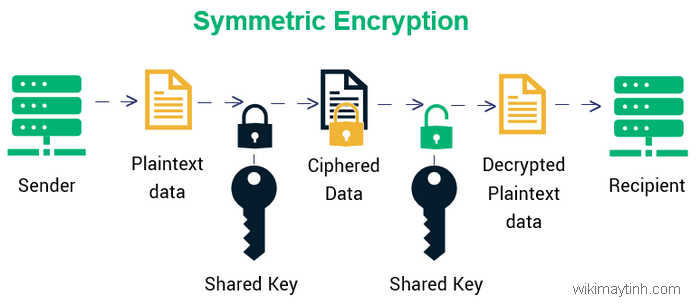 Symmetric Encryption
Sender
Plaintext
data
Shared Key
Ciphered
Data
Shared Key
Decrypted
Plaintext
data
Recipient
wikimaytinh.com